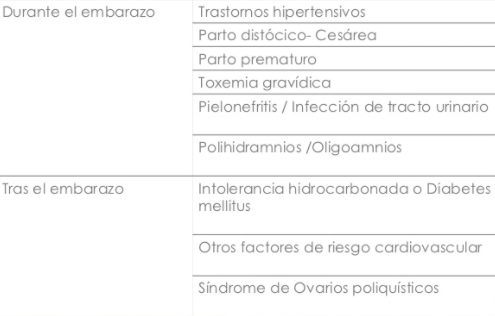 Durante el embarazo
Trastornos hipertensivos
Parto distócico- Cesárea
Parto prematuro
Toxemia gravídica
Pielonefritis / Infección de tracto urinario
Polihidramnios /Oligoamnios
Tras el embarazo
Intolerancia hidrocarbonada o Diabetes
mellitus
Otros factores de riesgo cardiovascular
Síndrome de Ovarios poliquísticos